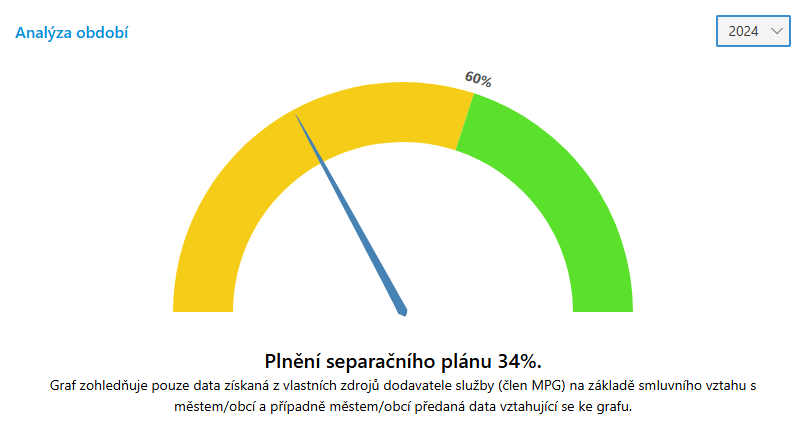 Analýza období
2024
60%
Plnění separačního plánu 34%.
Graf zohledňuje pouze data získaná z vlastních zdrojů dodavatele služby (člen MPG) na základě smluvního vztahu s
městem/obcí a případně městem/obcí předaná data vztahující se ke grafu.